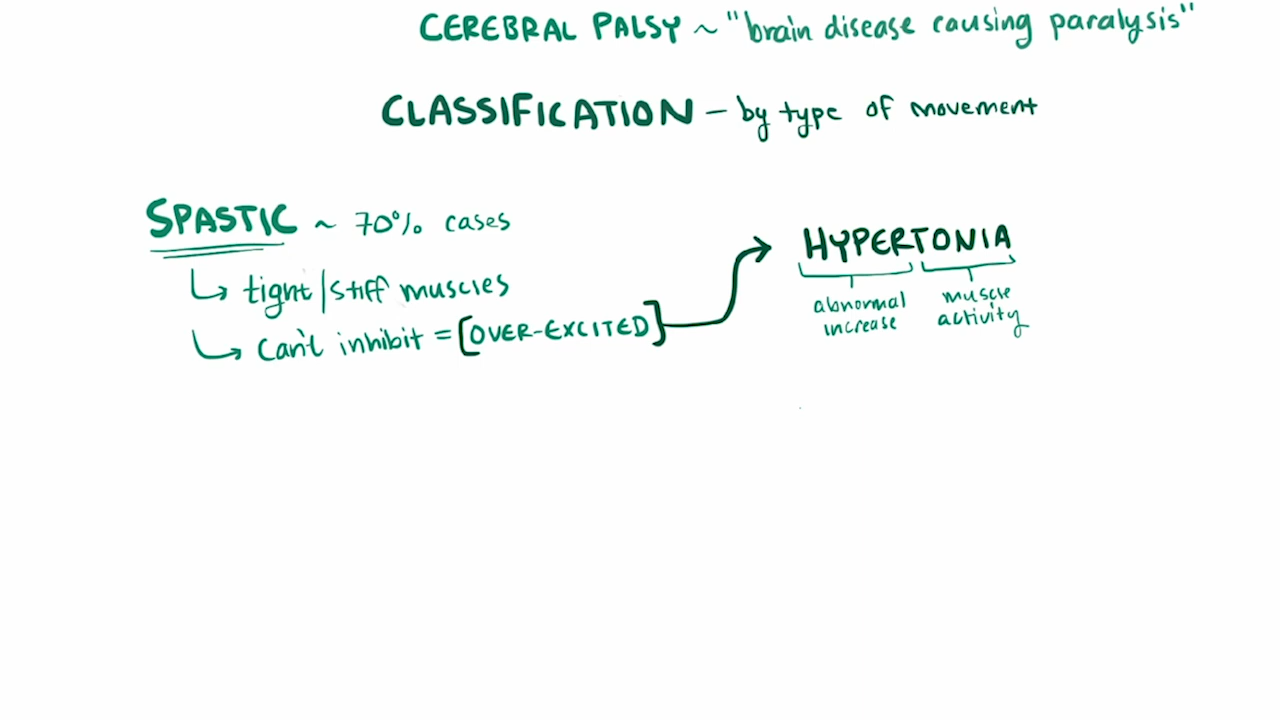 CEREBRAL PALSY ~ "brain disease causing paralysis"
CLASSIFICATION - by type of movement
SPASTIC ~ 70% cases
↳ tight/stiff muscles
↳ Can't inhibit = [OVER-EXCITED]
HYPERTONIA
abnormal increase
muscle activity